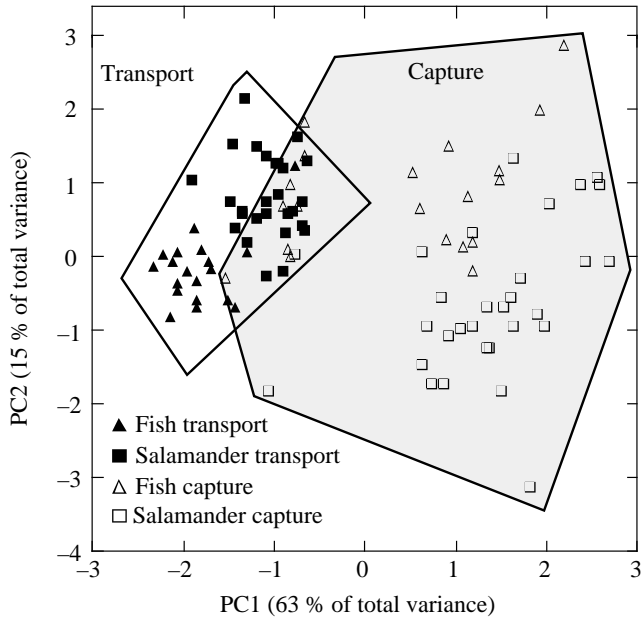 3
2
1
0
–1
–2
–3
–4
PC2 (15 % of total variance)
Transport
Capture
Fish transport
Salamander transport
Fish capture
Salamander capture
–3
–2
–1
0
1
2
3
PC1 (63 % of total variance)